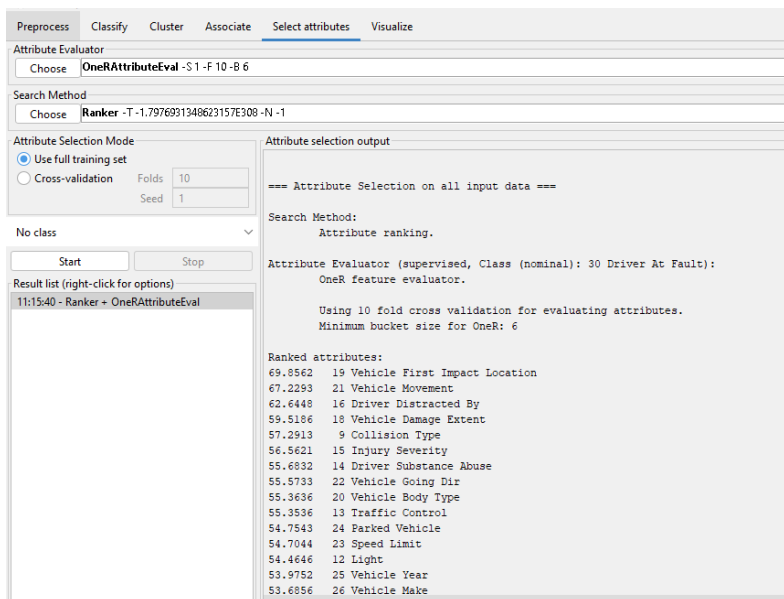 Preprocess Classify Cluster Associate Select attributes Visualize
Attribute Evaluator
Choose OneRAttributeEval -S 1 -F 10 -B 6
Search Method
Choose Ranker -T -1.7976931348623157E308 -N -1
Attribute Selection Mode
Use full training set
Cross-validation Folds 10
Seed 1
No class
Start Stop
Result list (right-click for options)
11:15:40 - Ranker + OneRAttributeEval
Attribute selection output
=== Attribute Selection on all input data ===
Search Method:
Attribute ranking.
Attribute Evaluator (supervised, Class (nominal): 30 Driver At Fault):
OneR feature evaluator.
Using 10 fold cross validation for evaluating attributes.
Minimum bucket size for OneR: 6
Ranked attributes:
69.8562 19 Vehicle First Impact Location
67.2293 21 Vehicle Movement
62.6448 16 Driver Distracted By
59.5186 18 Vehicle Damage Extent
57.2913 9 Collision Type
56.5621 15 Injury Severity
55.6832 14 Driver Substance Abuse
55.5733 22 Vehicle Going Dir
55.3636 20 Vehicle Body Type
55.3536 13 Traffic Control
54.7543 24 Parked Vehicle
54.7044 23 Speed Limit
54.4646 12 Light
53.9752 25 Vehicle Year
53.6856 26 Vehicle Make